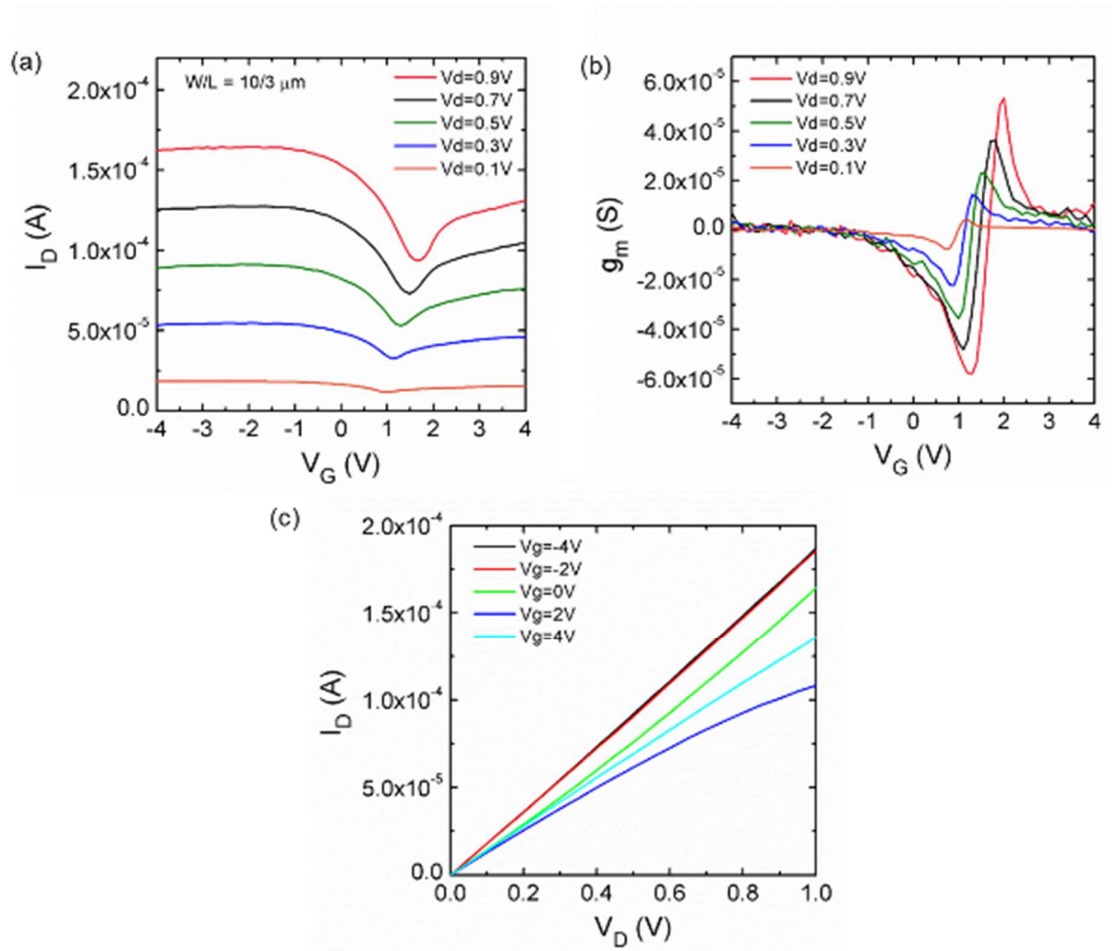 (a)
W/L = 10/3 μm
Vd=0.9V
Vd=0.7V
Vd=0.5V
Vd=0.3V
Vd=0.1V
2.0x10⁻⁴
1.5x10⁻⁴
1.0x10⁻⁴
5.0x10⁻⁵
0.0
I_D (A)
-4 -3 -2 -1 0 1 2 3 4
V_G (V)
(b)
Vd=0.9V
Vd=0.7V
Vd=0.5V
Vd=0.3V
Vd=0.1V
6.0x10⁻⁵
4.0x10⁻⁵
2.0x10⁻⁵
0.0
-2.0x10⁻⁵
-4.0x10⁻⁵
-6.0x10⁻⁵
g_m (S)
-4 -3 -2 -1 0 1 2 3 4
V_G (V)
(c)
Vg=-4V
Vg=-2V
Vg=0V
Vg=2V
Vg=4V
2.0x10⁻⁴
1.5x10⁻⁴
1.0x10⁻⁴
5.0x10⁻⁵
0.0
I_D (A)
0.0 0.2 0.4 0.6 0.8 1.0
V_D (V)